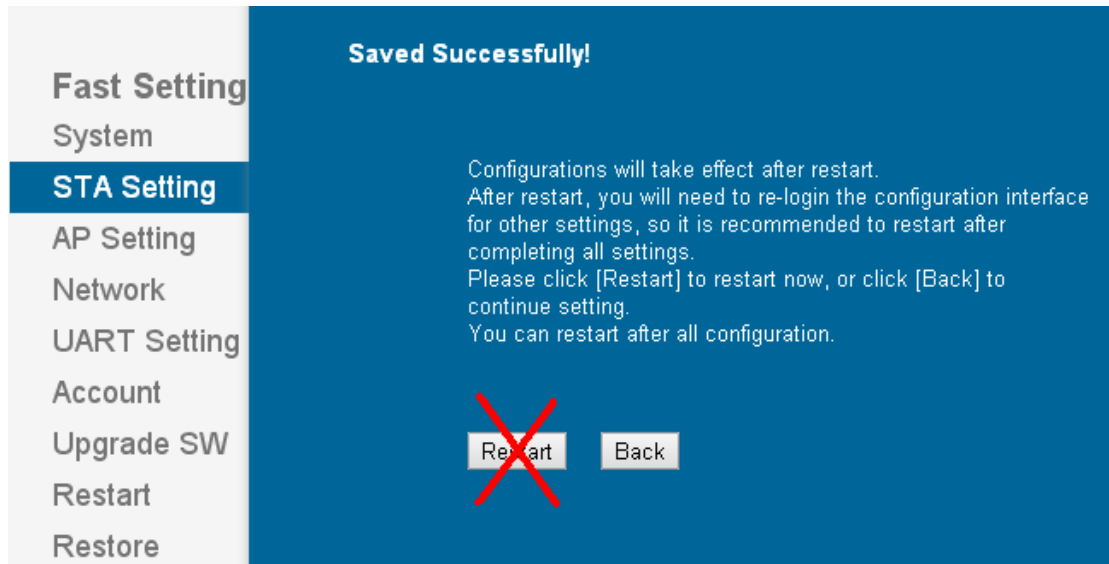 Fast Setting
System
STA Setting
AP Setting
Network
UART Setting
Account
Upgrade SW
Restart
Restore
Saved Successfully!
Configurations will take effect after restart.
After restart, you will need to re-login the configuration interface
for other settings, so it is recommended to restart after
completing all settings.
Please click [Restart] to restart now, or click [Back] to
continue setting.
You can restart after all configuration.
Restart
Back